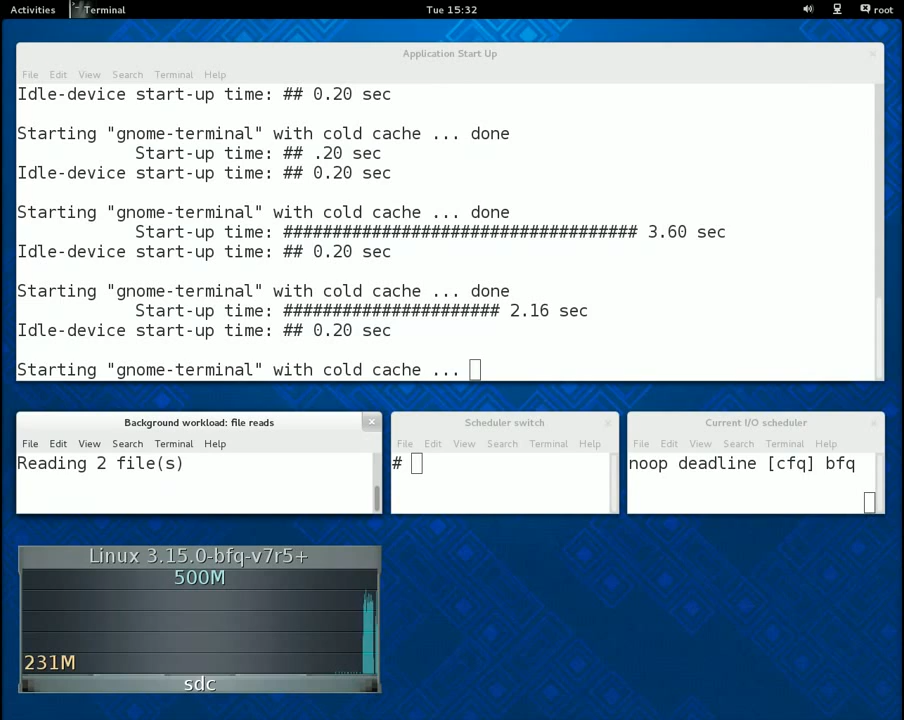 Activities Terminal Tue 15:32 root
Application Start Up
File Edit View Search Terminal Help
Idle-device start-up time: ## 0.20 sec
Starting "gnome-terminal" with cold cache ... done
Start-up time: ## .20 sec
Idle-device start-up time: ## 0.20 sec
Starting "gnome-terminal" with cold cache ... done
Start-up time: #################################### 3.60 sec
Idle-device start-up time: ## 0.20 sec
Starting "gnome-terminal" with cold cache ... done
Start-up time: ###################### 2.16 sec
Idle-device start-up time: ## 0.20 sec
Starting "gnome-terminal" with cold cache ...
Background workload: file reads
File Edit View Search Terminal Help
Reading 2 file(s)
Scheduler switch
File Edit View Search Terminal Help
#
Current I/O scheduler
File Edit View Search Terminal Help
noop deadline [cfq] bfq
Linux 3.15.0-bfq-v7r5+
500M
231M
sdc